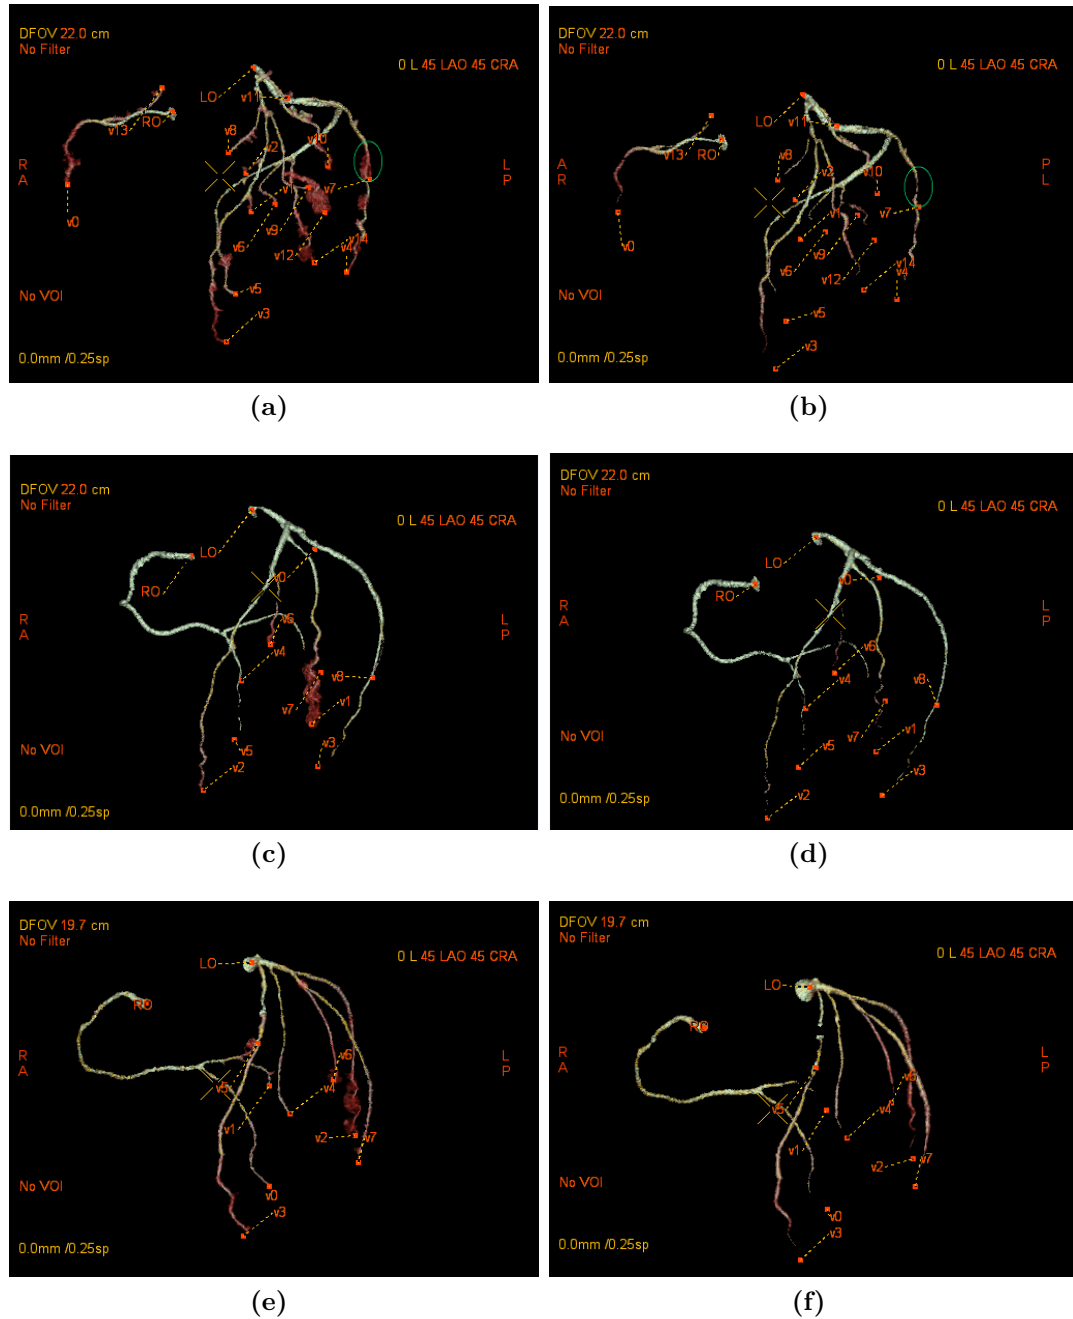 DFOV 22.0 cm
No Filter
0 L 45 LAO 45 CRA
LO
v11
v13
RO
v8
v2
v10
R
A
L
P
v7
v1
v0
v9
v6
v12
v14
v4
No VOI
v5
v3
0.0mm /0.25sp
(a)
DFOV 22.0 cm
No Filter
0 L 45 LAO 45 CRA
LO
v11
v13
RO
v8
v2
v10
A
R
P
L
v7
v1
v0
v9
v6
v12
v14
v4
No VOI
v5
v3
0.0mm /0.25sp
(b)
DFOV 22.0 cm
No Filter
0 L 45 LAO 45 CRA
LO
RO
v0
R
A
L
P
v6
v4
v8
v7
v1
v3
No VOI
v5
v2
0.0mm /0.25sp
(c)
DFOV 22.0 cm
No Filter
0 L 45 LAO 45 CRA
LO
v0
RO
R
A
L
P
v6
v4
v8
v7
v1
No VOI
v5
v3
v2
0.0mm /0.25sp
(d)
DFOV 19.7 cm
No Filter
0 L 45 LAO 45 CRA
LO
RO
R
A
L
P
v6
v5
v4
v1
v2
v7
No VOI
v0
v3
0.0mm /0.25sp
(e)
DFOV 19.7 cm
No Filter
0 L 45 LAO 45 CRA
LO
RO
R
A
L
P
v6
v5
v4
v1
v2
v7
No VOI
v0
v3
0.0mm /0.25sp
(f)